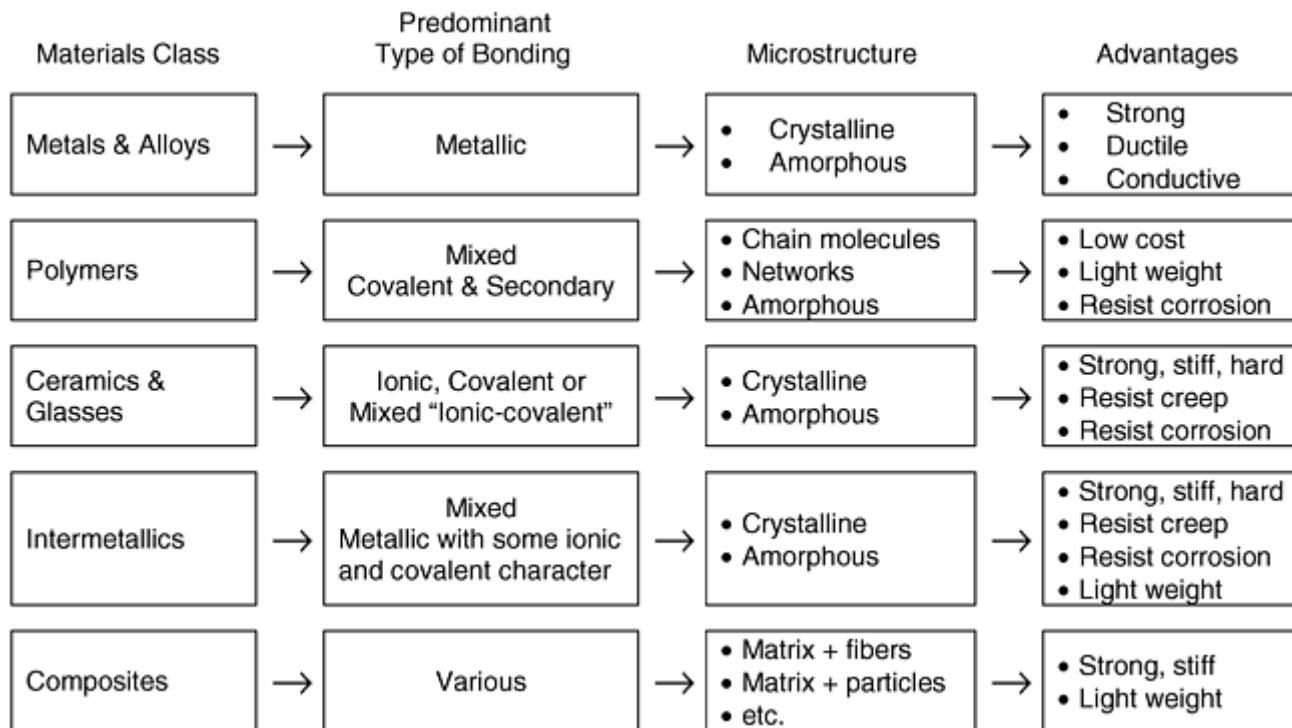 Materials Class
Predominant
Type of Bonding
Microstructure
Advantages
Metals & Alloys
Metallic
• Crystalline
• Amorphous
• Strong
• Ductile
• Conductive
Polymers
Mixed
Covalent & Secondary
• Chain molecules
• Networks
• Amorphous
• Low cost
• Light weight
• Resist corrosion
Ceramics &
Glasses
Ionic, Covalent or
Mixed “Ionic-covalent”
• Crystalline
• Amorphous
• Strong, stiff, hard
• Resist creep
• Resist corrosion
Intermetallics
Mixed
Metallic with some ionic
and covalent character
• Crystalline
• Amorphous
• Strong, stiff, hard
• Resist creep
• Resist corrosion
• Light weight
Composites
Various
• Matrix + fibers
• Matrix + particles
• etc.
• Strong, stiff
• Light weight